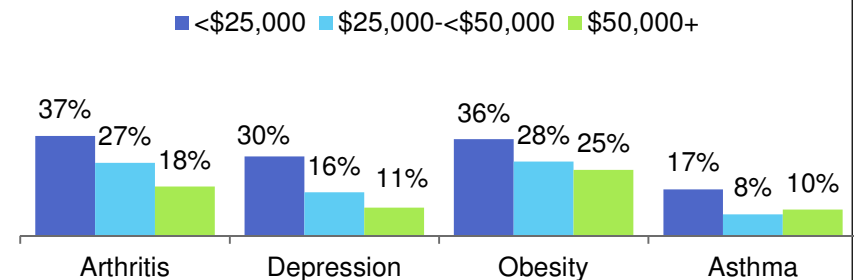 <$25,000 $25,000-<$50,000 $50,000+
37% 27% 18% 30% 16% 11% 36% 28% 25% 17% 8% 10%
Arthritis Depression Obesity Asthma